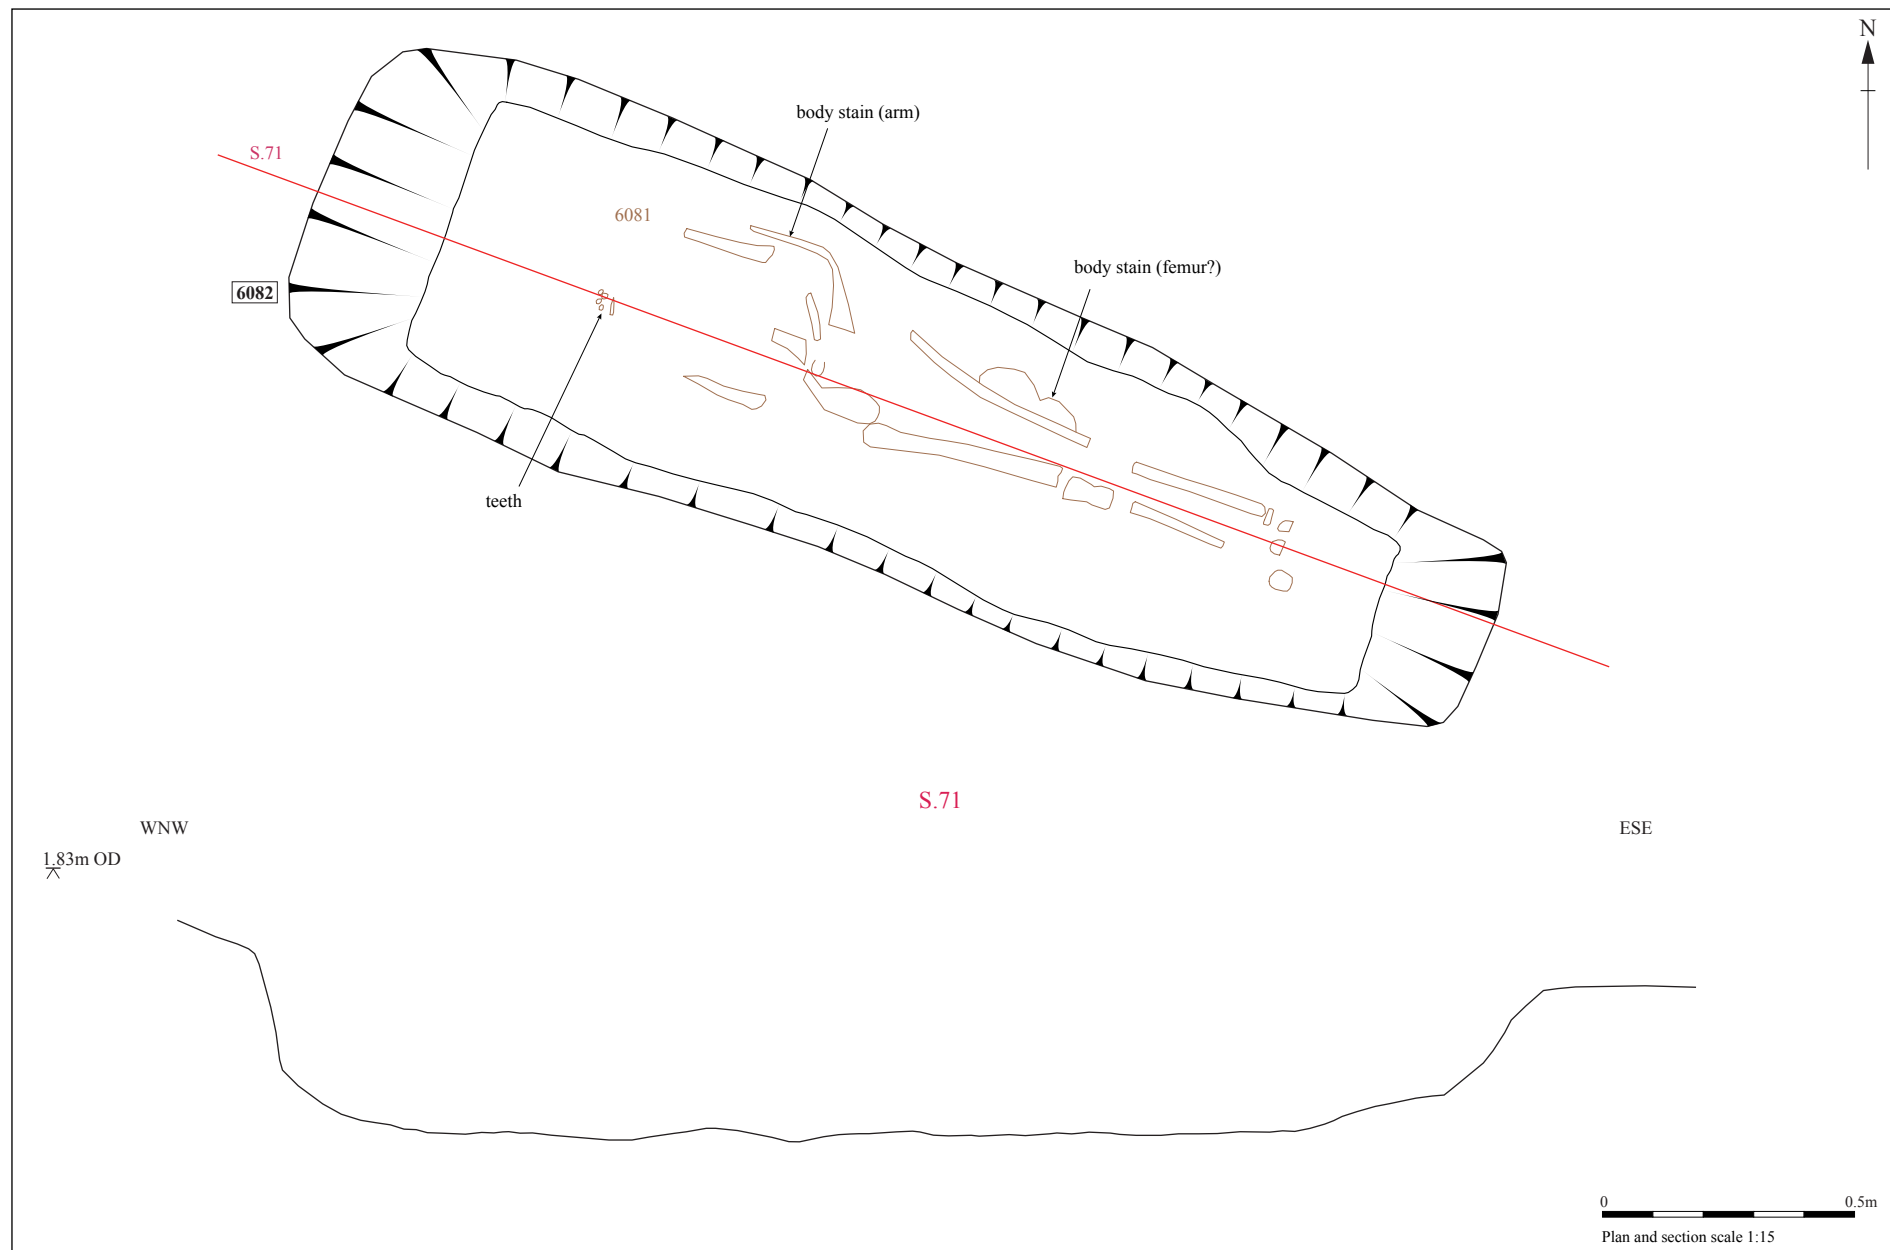 N
body stain (arm)
S.71
6081
body stain (femur?)
6082
teeth
S.71
WNW
ESE
1.83m OD
0 0.5m
Plan and section scale 1:15